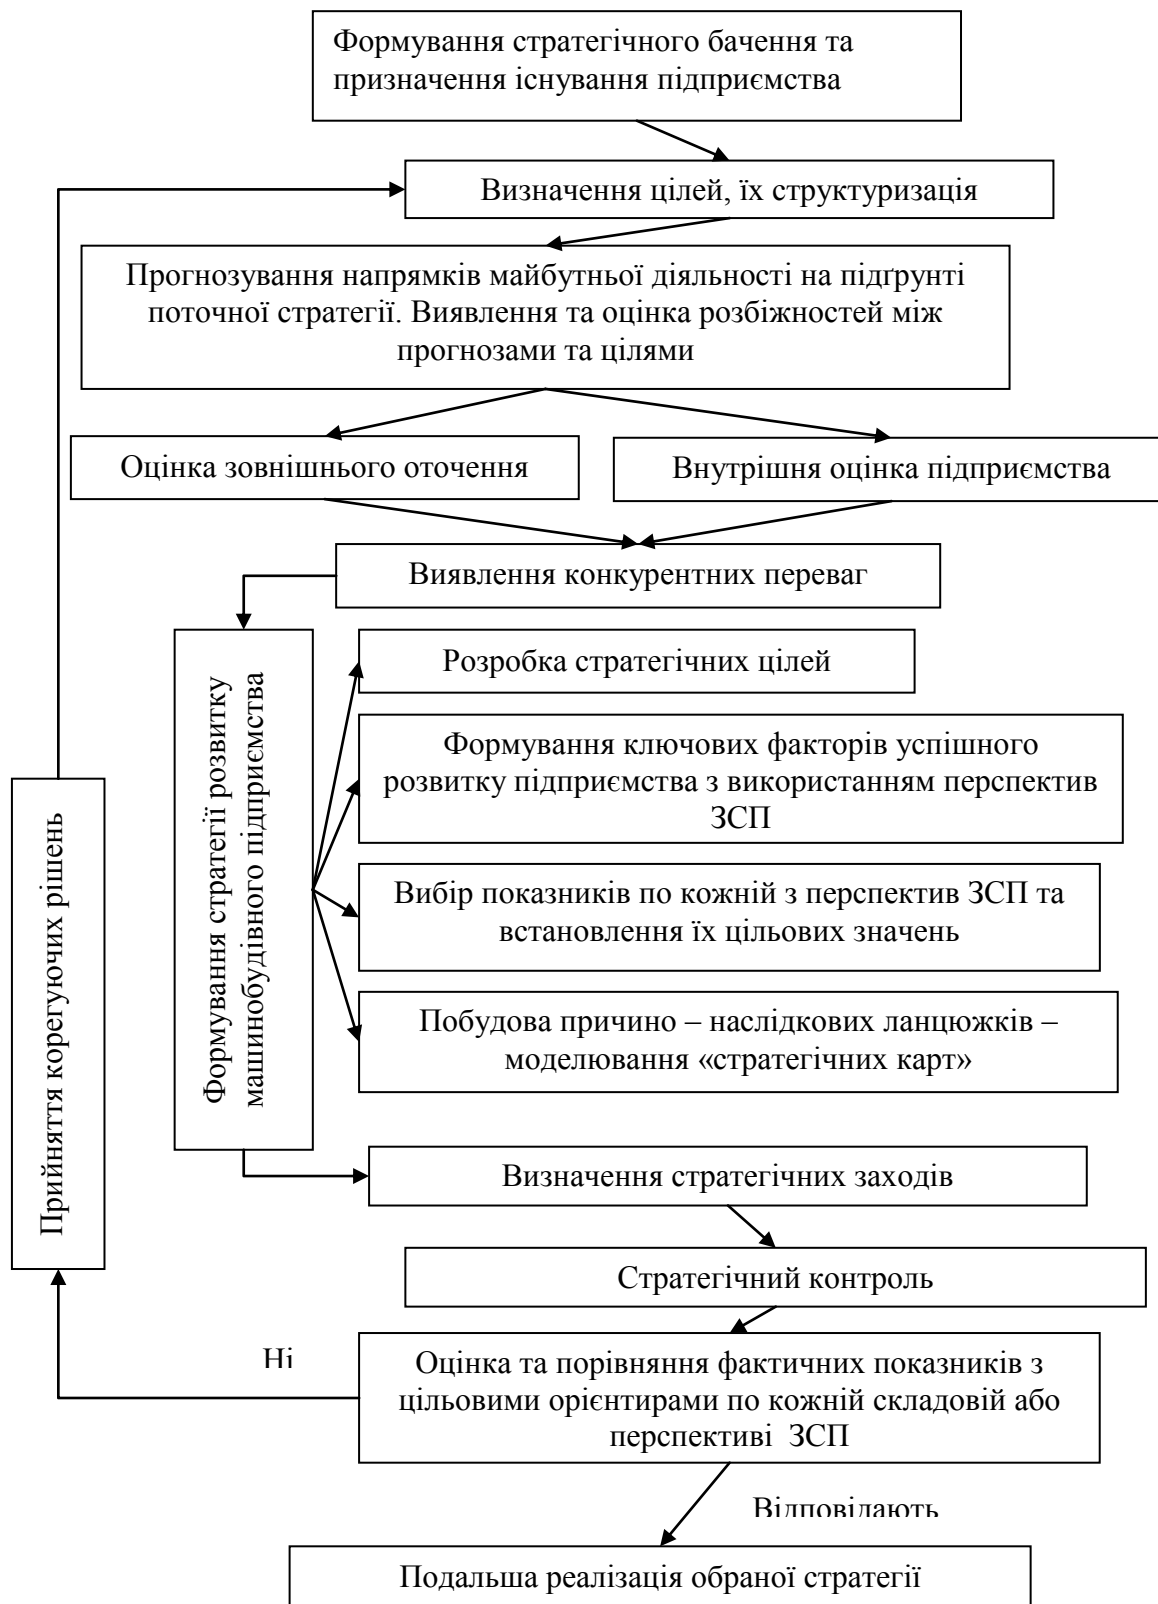 Формування стратегічного бачення та
призначення існування підприємства
Визначення цілей, їх структуризація
Прогнозування напрямків майбутньої діяльності на підґрунті
поточної стратегії. Виявлення та оцінка розбіжностей між
прогнозами та цілями
Оцінка зовнішнього оточення
Внутрішня оцінка підприємства
Виявлення конкурентних переваг
Формування стратегії розвитку
машинобудівного підприємства
Розробка стратегічних цілей
Формування ключових факторів успішного
розвитку підприємства з використанням перспектив
ЗСП
Вибір показників по кожній з перспектив ЗСП та
встановлення їх цільових значень
Побудова причино – наслідкових ланцюжків –
моделювання «стратегічних карт»
Прийняття корегуючих рішень
Визначення стратегічних заходів
Стратегічний контроль
Ні
Оцінка та порівняння фактичних показників з
цільовими орієнтирами по кожній складовій або
перспективі ЗСП
Відповідають
Подальша реалізація обраної стратегії